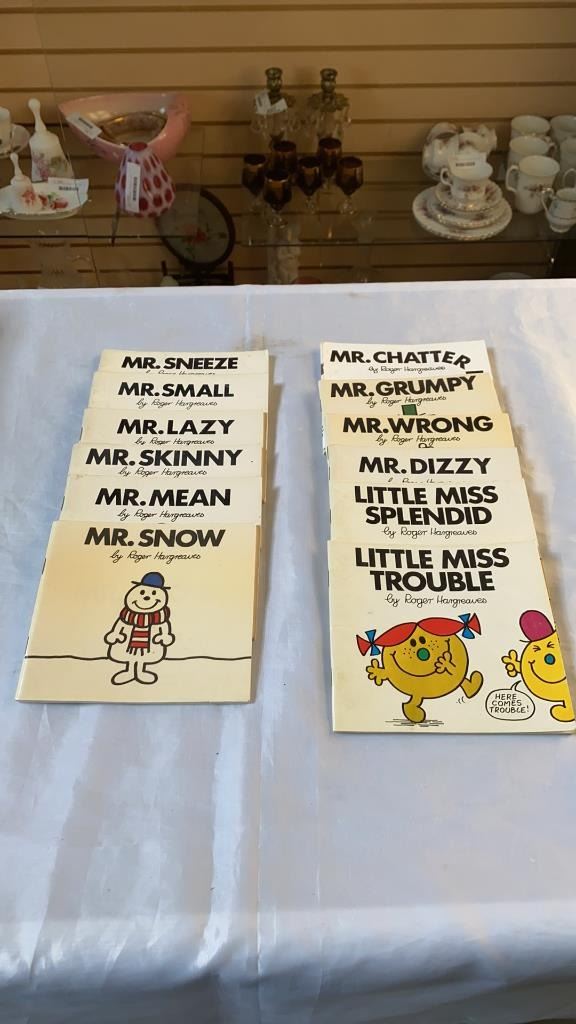 MR. SNEEZE
MR. SMALL
by Roger Hargreaves
MR. LAZY
by Roger Hargreaves
MR. SKINNY
by Roger Hargreaves
MR. MEAN
by Roger Hargreaves
MR. SNOW
by Roger Hargreaves
MR. CHATTER
by Roger Hargreaves
MR. GRUMPY
by Roger Hargreaves
MR. WRONG
by Roger Hargreaves
MR. DIZZY
LITTLE MISS
SPLENDID
by Roger Hargreaves
LITTLE MISS
TROUBLE
by Roger Hargreaves
HERE
COMES
TROUBLE!